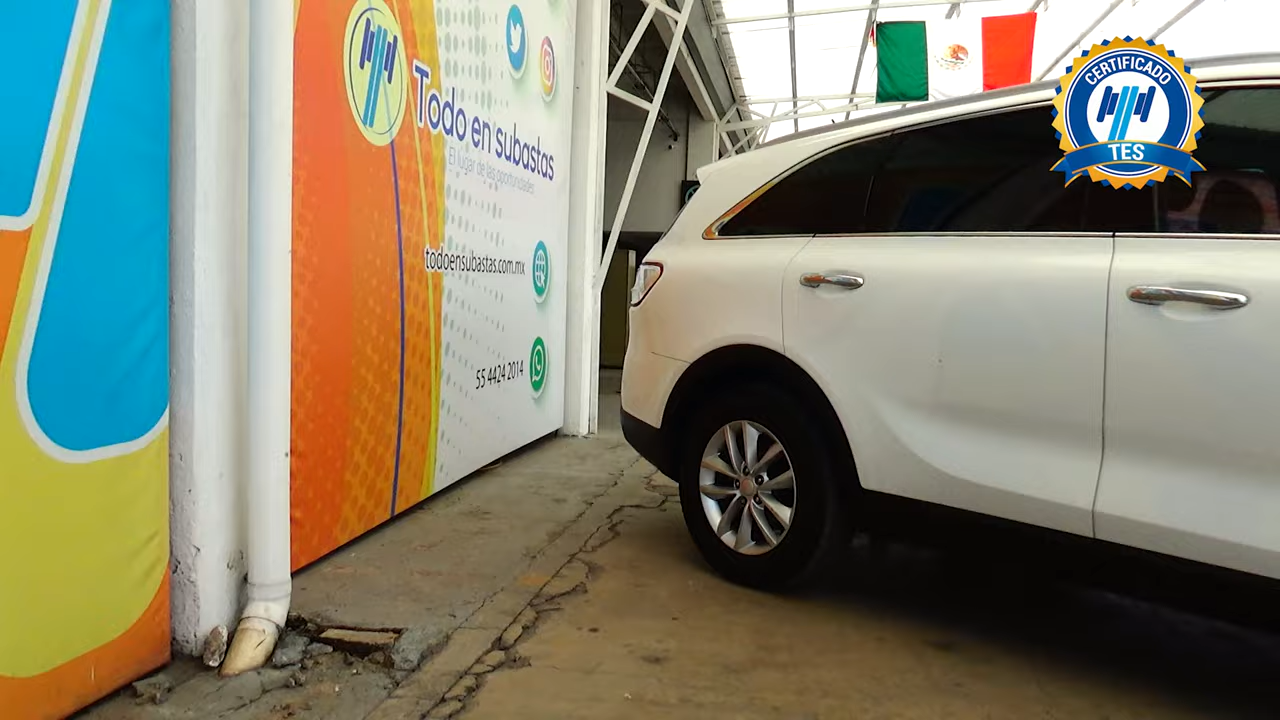 Todo en subastas
El lugar de las oportunidades
todoensubastas.com.mx
55 4424 2014
CERTIFICADO
TES